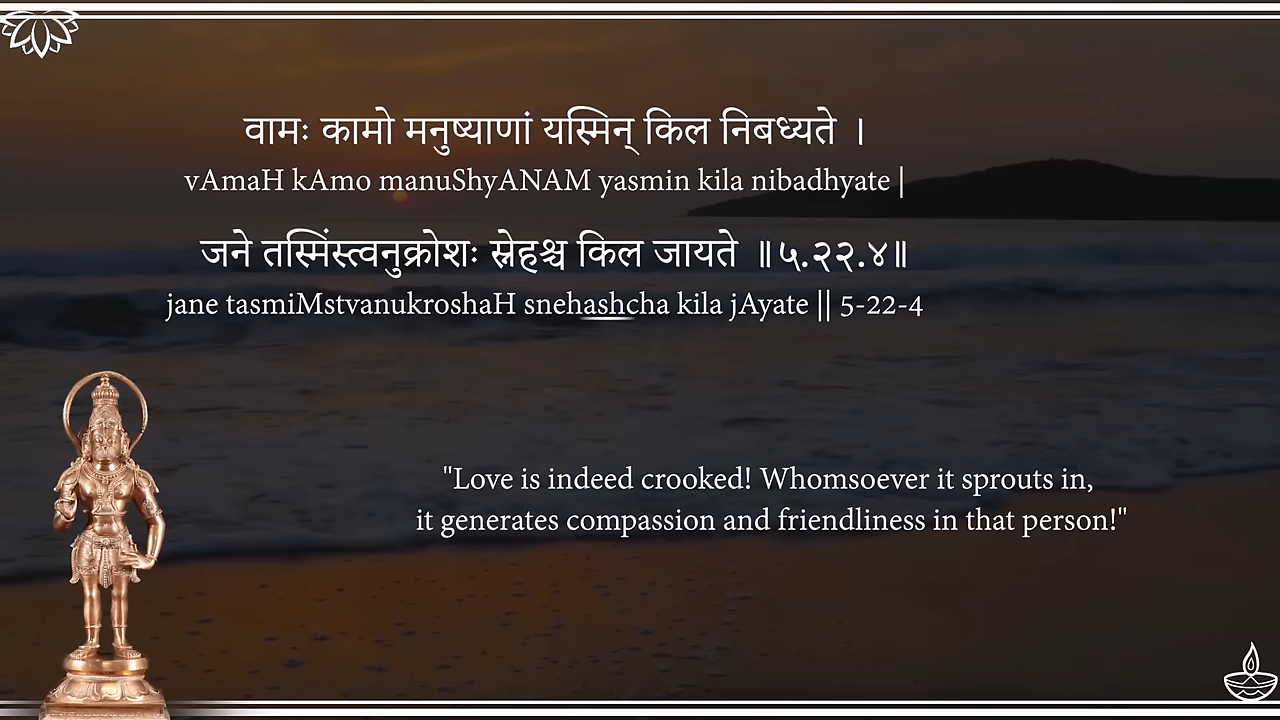 वामः कामो मनुष्याणां यस्मिन् किल निबध्यते ।
vAmaH kAmo manuShyANAM yasmin kila nibadhyate |
जने तस्मिंस्त्वनुक्रोशः स्नेहश्च किल जायते ॥५.२२.४॥
jane tasmiMstvanukroshaH snehashcha kila jAyate || 5-22-4
"Love is indeed crooked! Whomsoever it sprouts in,
it generates compassion and friendliness in that person!"